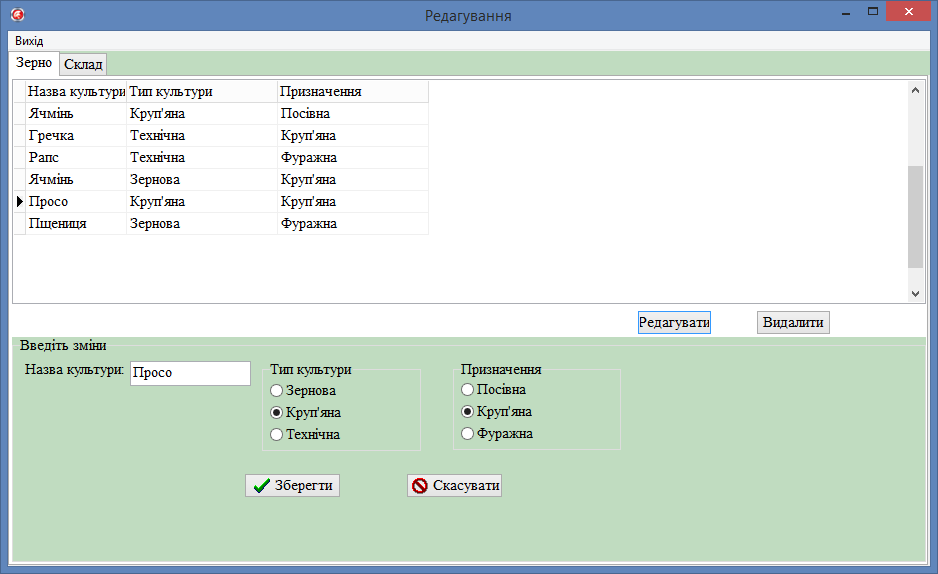 Редагування
Вихід
Зерно Склад
Назва культури Тип культури Призначення
Ячмінь Круп'яна Посівна
Гречка Технічна Круп'яна
Рапс Технічна Фуражна
Ячмінь Зернова Круп'яна
Просо Круп'яна Круп'яна
Пщениця Зернова Фуражна
Редагувати Видалити
Введіть зміни
Назва культури: Просо Тип культури Призначення
Зернова Посівна
Круп'яна Круп'яна
Технічна Фуражна
Зберегти Скасувати